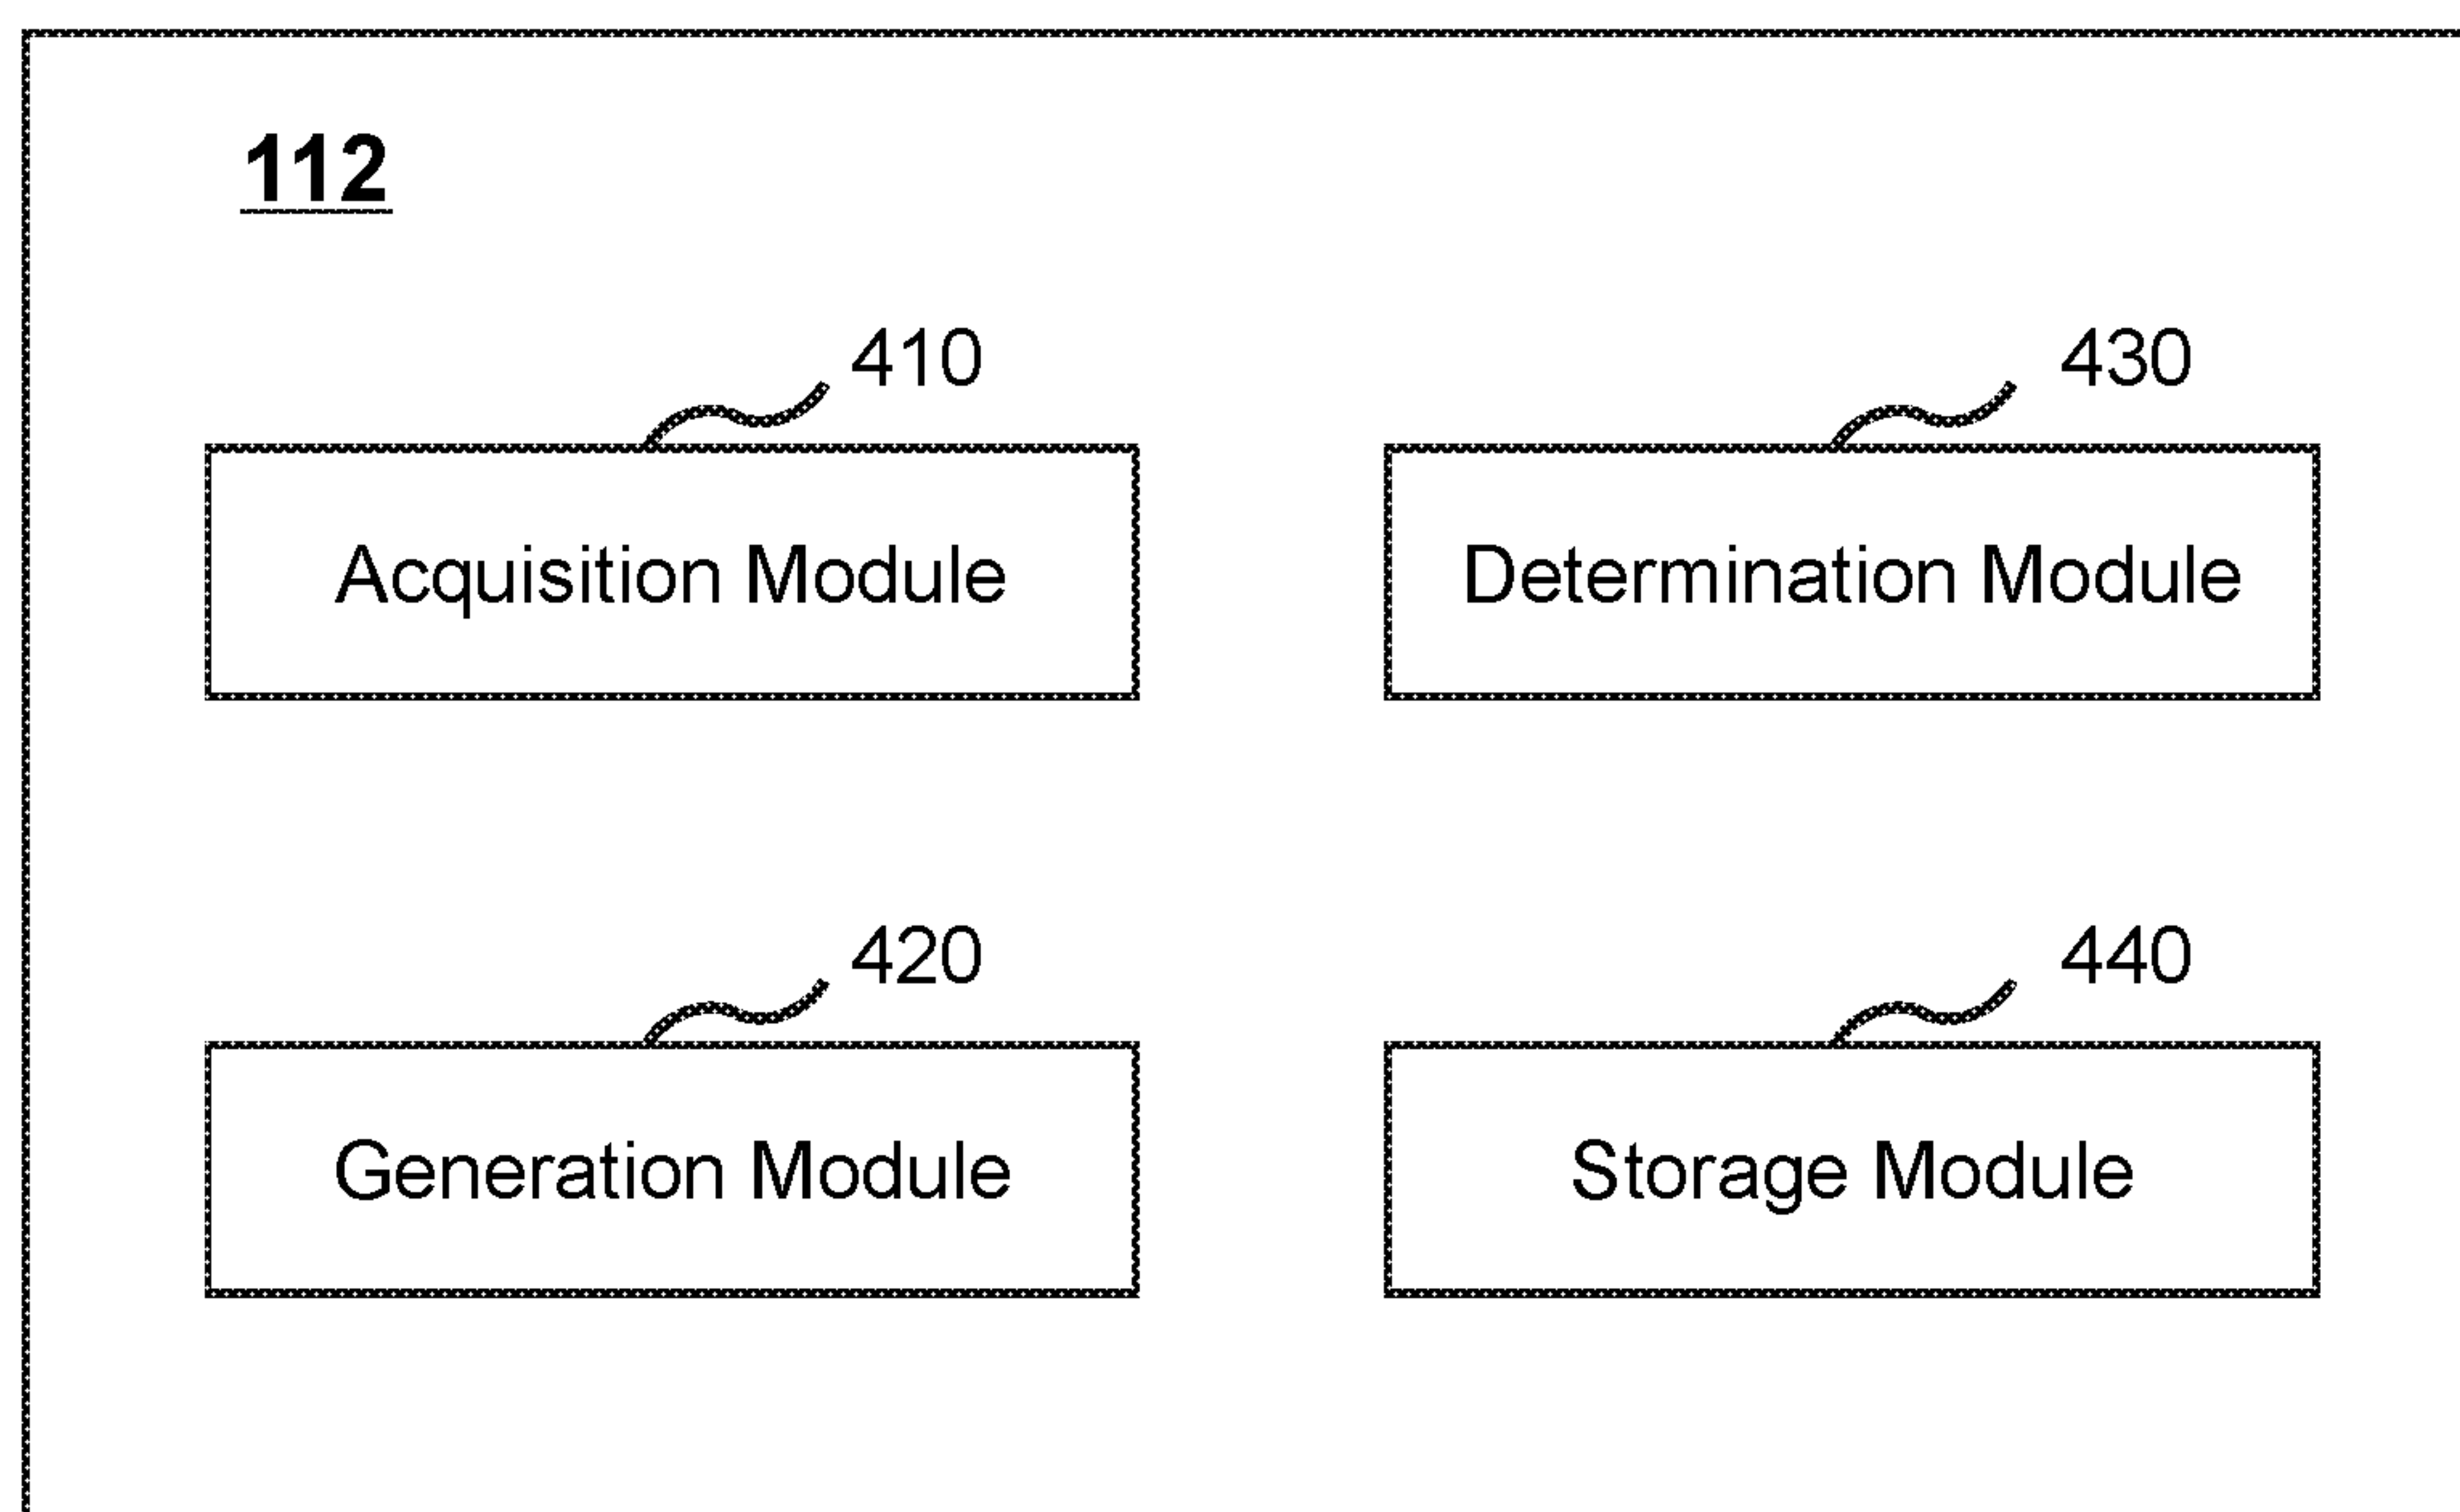 112
410
430
Acquisition Module
Determination Module
420
440
Generation Module
Storage Module